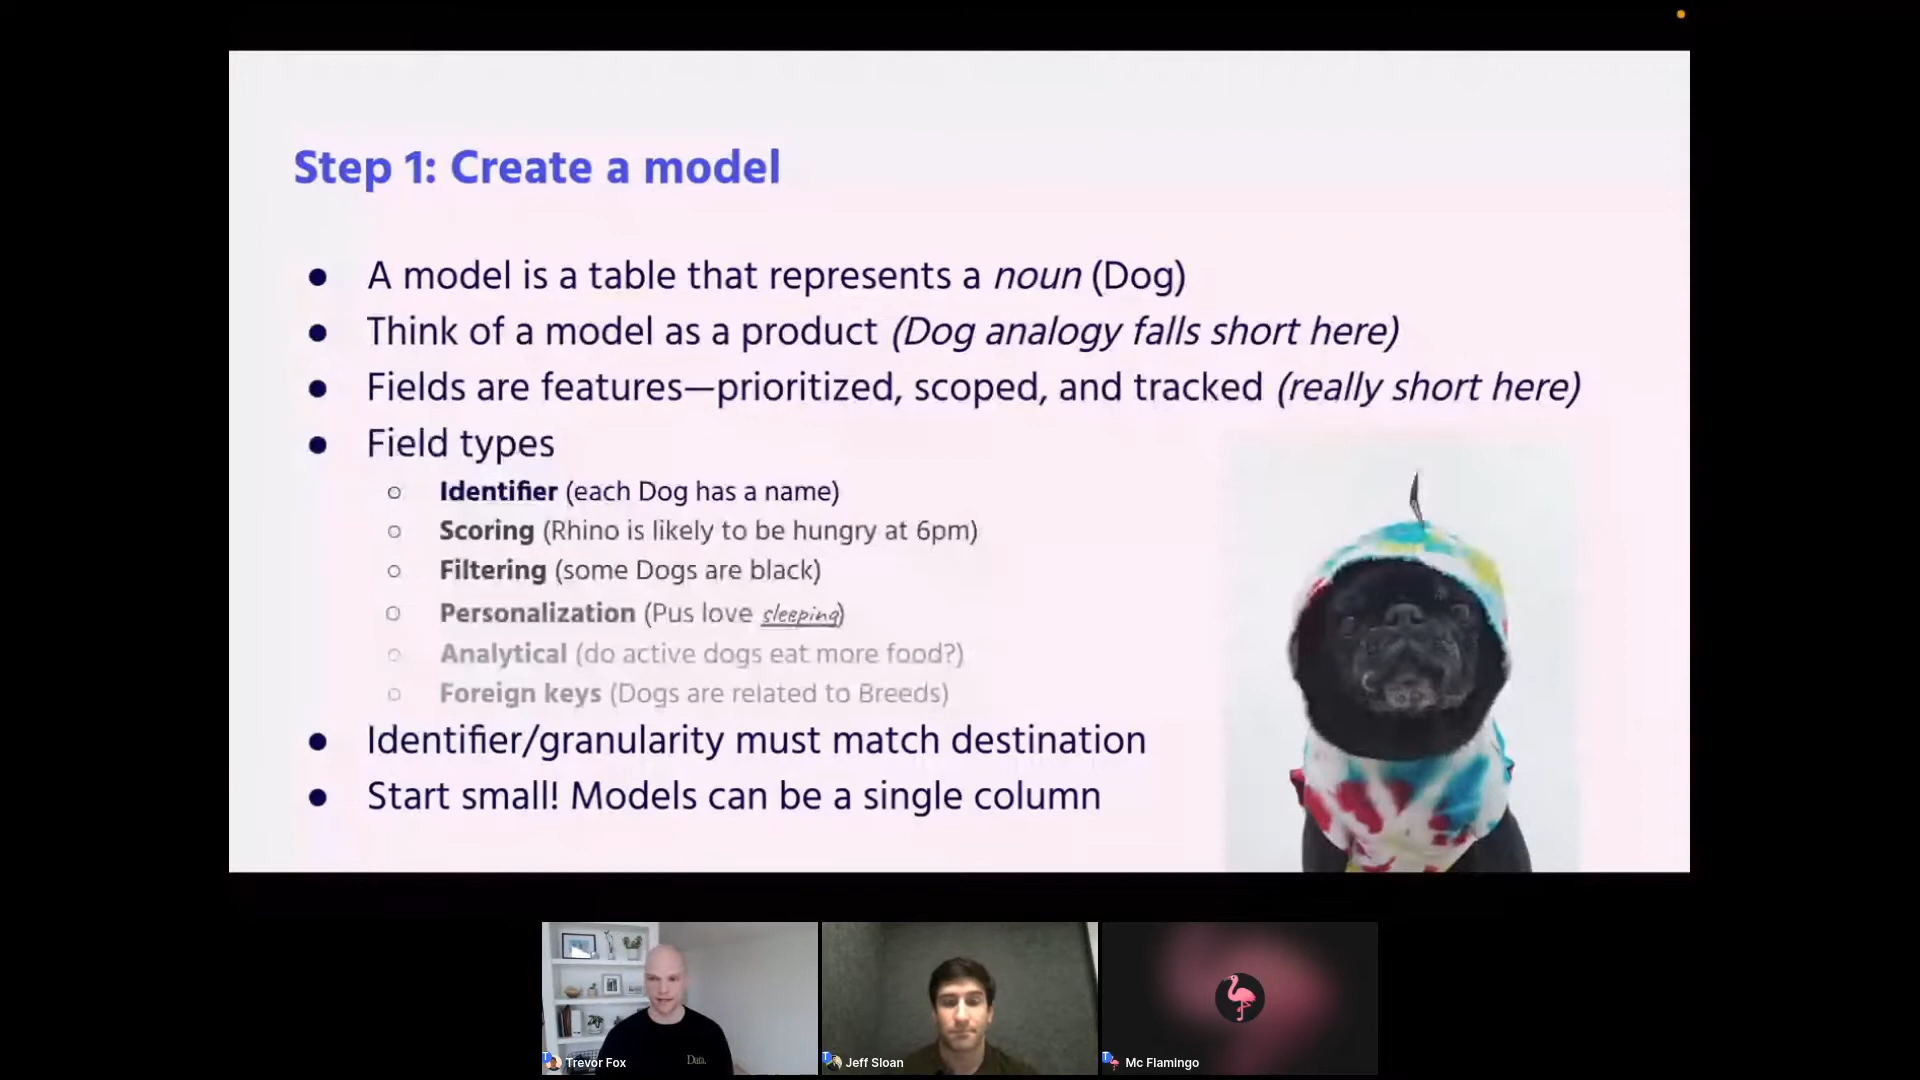 Step 1: Create a model
● A model is a table that represents a noun (Dog)
● Think of a model as a product (Dog analogy falls short here)
● Fields are features—prioritized, scoped, and tracked (really short here)
● Field types
○ Identifier (each Dog has a name)
○ Scoring (Rhino is likely to be hungry at 6pm)
○ Filtering (some Dogs are black)
○ Personalization (Pus love sleeping)
○ Analytical (do active dogs eat more food?)
○ Foreign keys (Dogs are related to Breeds)
● Identifier/granularity must match destination
● Start small! Models can be a single column
Data.
Trevor Fox
Jeff Sloan
Mc Flamingo